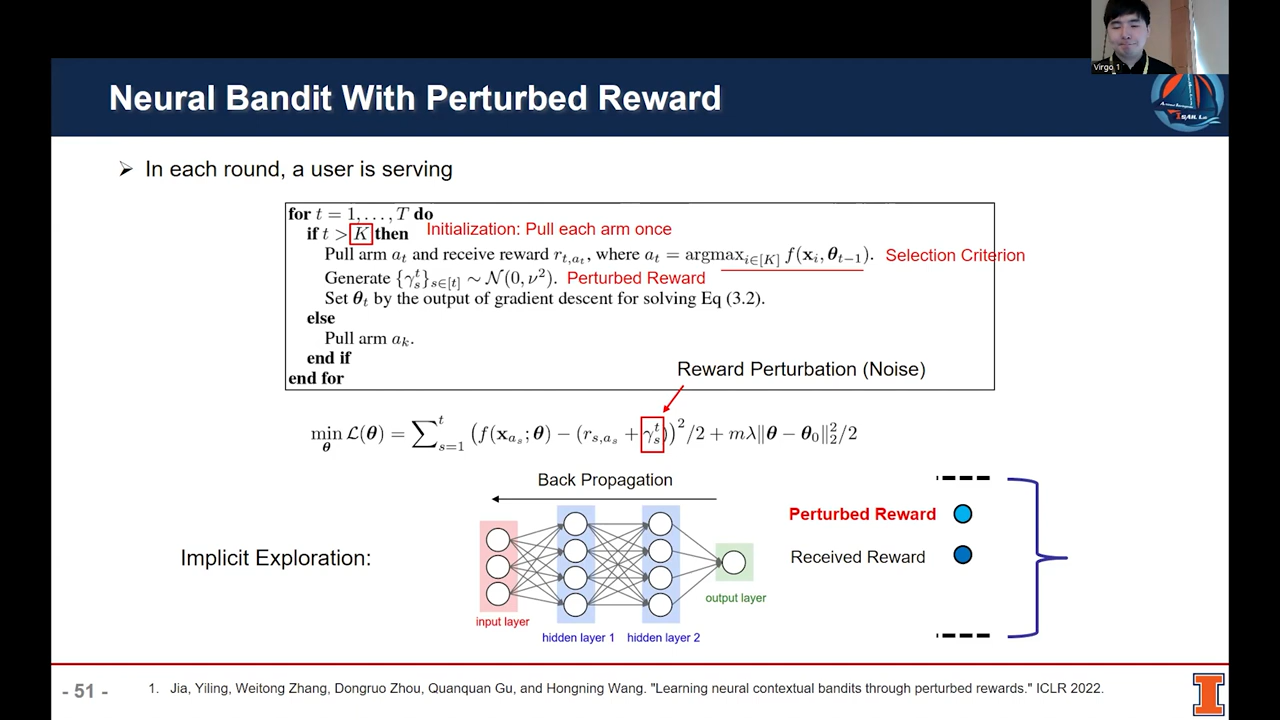 Virgo 1
Neural Bandit With Perturbed Reward
➢ In each round, a user is serving
for t = 1, . . . , T do
if t > K then Initialization: Pull each arm once
Pull arm a_t and receive reward r_{t,a_t}, where a_t = argmax_{i∈[K]} f(x_i, θ_{t−1}). Selection Criterion
Generate {γ_s^t}_{s∈[t]} ∼ N(0, ν²). Perturbed Reward
Set θ_t by the output of gradient descent for solving Eq (3.2).
else
Pull arm a_k.
end if
end for
Reward Perturbation (Noise)
min_θ L(θ) = ∑_{s=1}^t (f(x_{a_s}; θ) − (r_{s,a_s} + γ_s^t))²/2 + mλ‖θ − θ_0‖_2^2/2
Back Propagation
Perturbed Reward
Received Reward
Implicit Exploration:
output layer
input layer
hidden layer 1 hidden layer 2
- 51 -
1. Jia, Yiling, Weitong Zhang, Dongruo Zhou, Quanquan Gu, and Hongning Wang. "Learning neural contextual bandits through perturbed rewards." ICLR 2022.